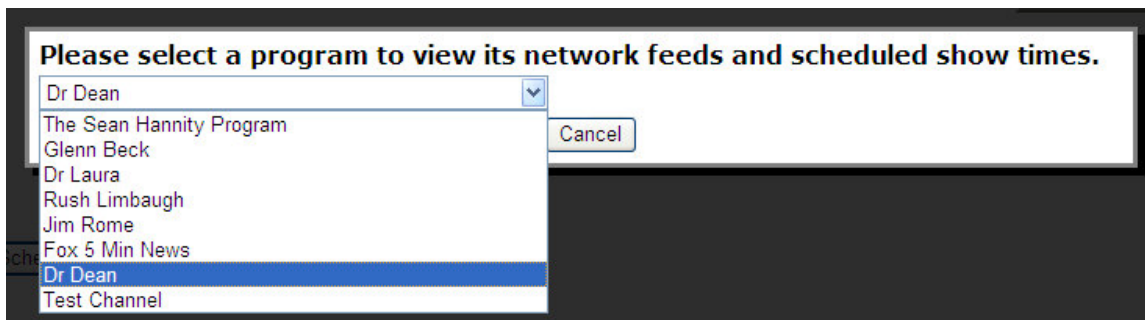 Please select a program to view its network feeds and scheduled show times.
Dr Dean
The Sean Hannity Program
Cancel
Glenn Beck
Dr Laura
Rush Limbaugh
Jim Rome
Fox 5 Min News
Sche
Dr Dean
Test Channel